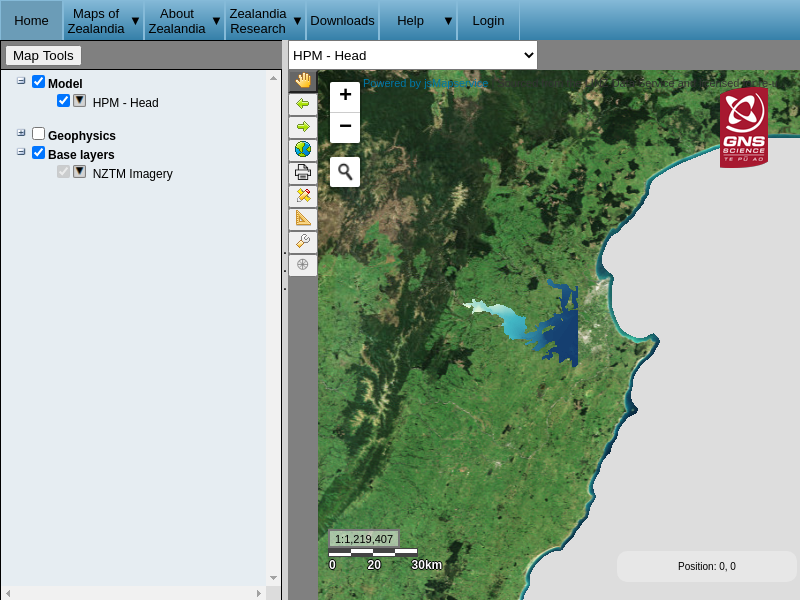 Home
Maps of Zealandia ▼
About Zealandia ▼
Zealandia Research ▼
Downloads
Help ▼
Login
Map Tools
HPM - Head
Model
HPM - Head
Geophysics
Base layers
NZTM Imagery
Powered by
+
−
GNS
SCIENCE
TE PŪ AO
1:1,219,407
0 20 30km
Position: 0, 0